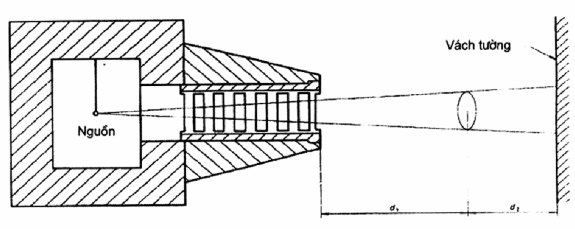 Vách tường
Nguồn
d₁ d₂